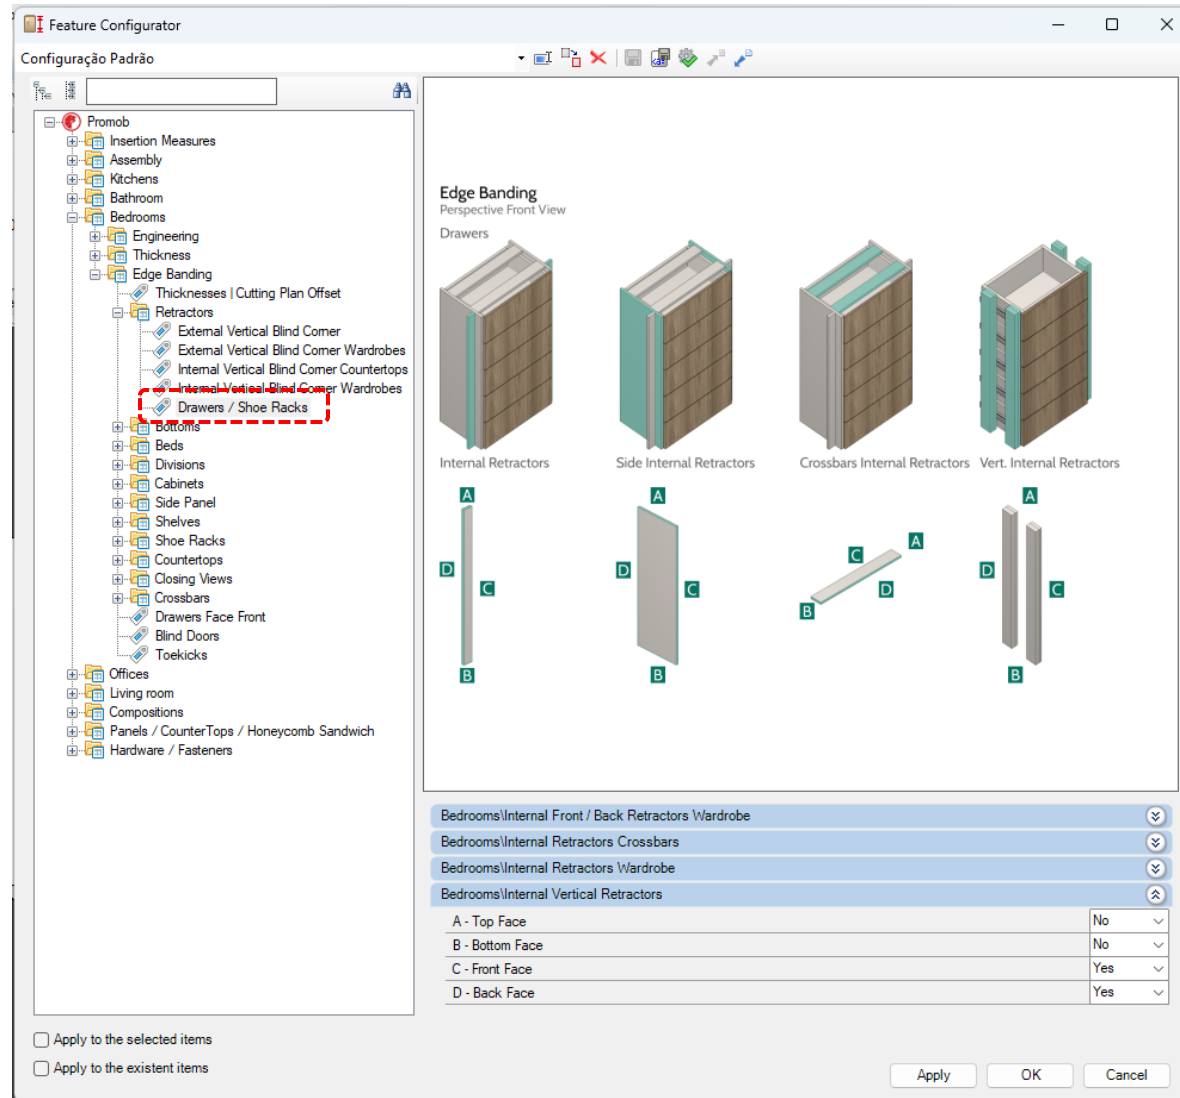 Feature Configurator
Configuração Padrão
Promob
Insertion Measures
Assembly
Kitchens
Bathroom
Bedrooms
Engineering
Thickness
Edge Banding
Thicknesses | Cutting Plan Offset
Retractors
External Vertical Blind Corner
External Vertical Blind Corner Wardrobes
Internal Vertical Blind Corner Countertops
Internal Vertical Blind Corner Wardrobes
Drawers / Shoe Racks
Bottoms
Beds
Divisions
Cabinets
Side Panel
Shelves
Shoe Racks
Countertops
Closing Views
Crossbars
Drawers Face Front
Blind Doors
Toekicks
Offices
Living room
Compositions
Panels / CounterTops / Honeycomb Sandwich
Hardware / Fasteners
Edge Banding
Perspective Front View
Drawers
Internal Retractors Side Internal Retractors Crossbars Internal Retractors Vert. Internal Retractors
A A A
C A
D D D
C C D C
B
B B B
Bedrooms\Internal Front / Back Retractors Wardrobe
Bedrooms\Internal Retractors Crossbars
Bedrooms\Internal Retractors Wardrobe
Bedrooms\Internal Vertical Retractors
A - Top Face No
B - Bottom Face No
C - Front Face Yes
D - Back Face Yes
Apply to the selected items
Apply to the existent items
Apply OK Cancel